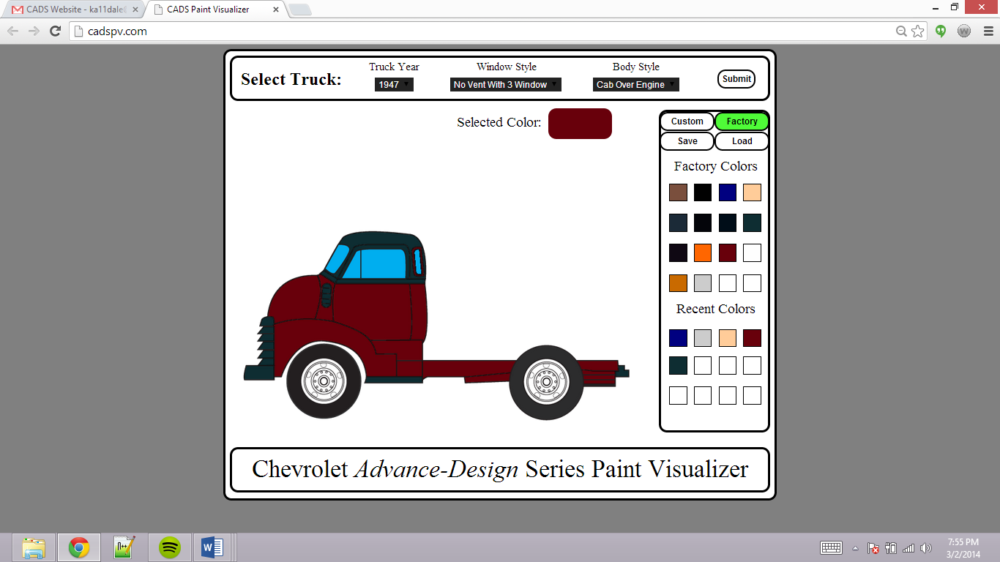 CADS Website - ka11dale(
CADS Paint Visualizer
cadspv.com
Select Truck:
Truck Year
Window Style
Body Style
1947
No Vent With 3 Window
Cab Over Engine
Submit
Selected Color:
Custom
Factory
Save
Load
Factory Colors
Recent Colors
Chevrolet Advance-Design Series Paint Visualizer
7:55 PM
3/2/2014